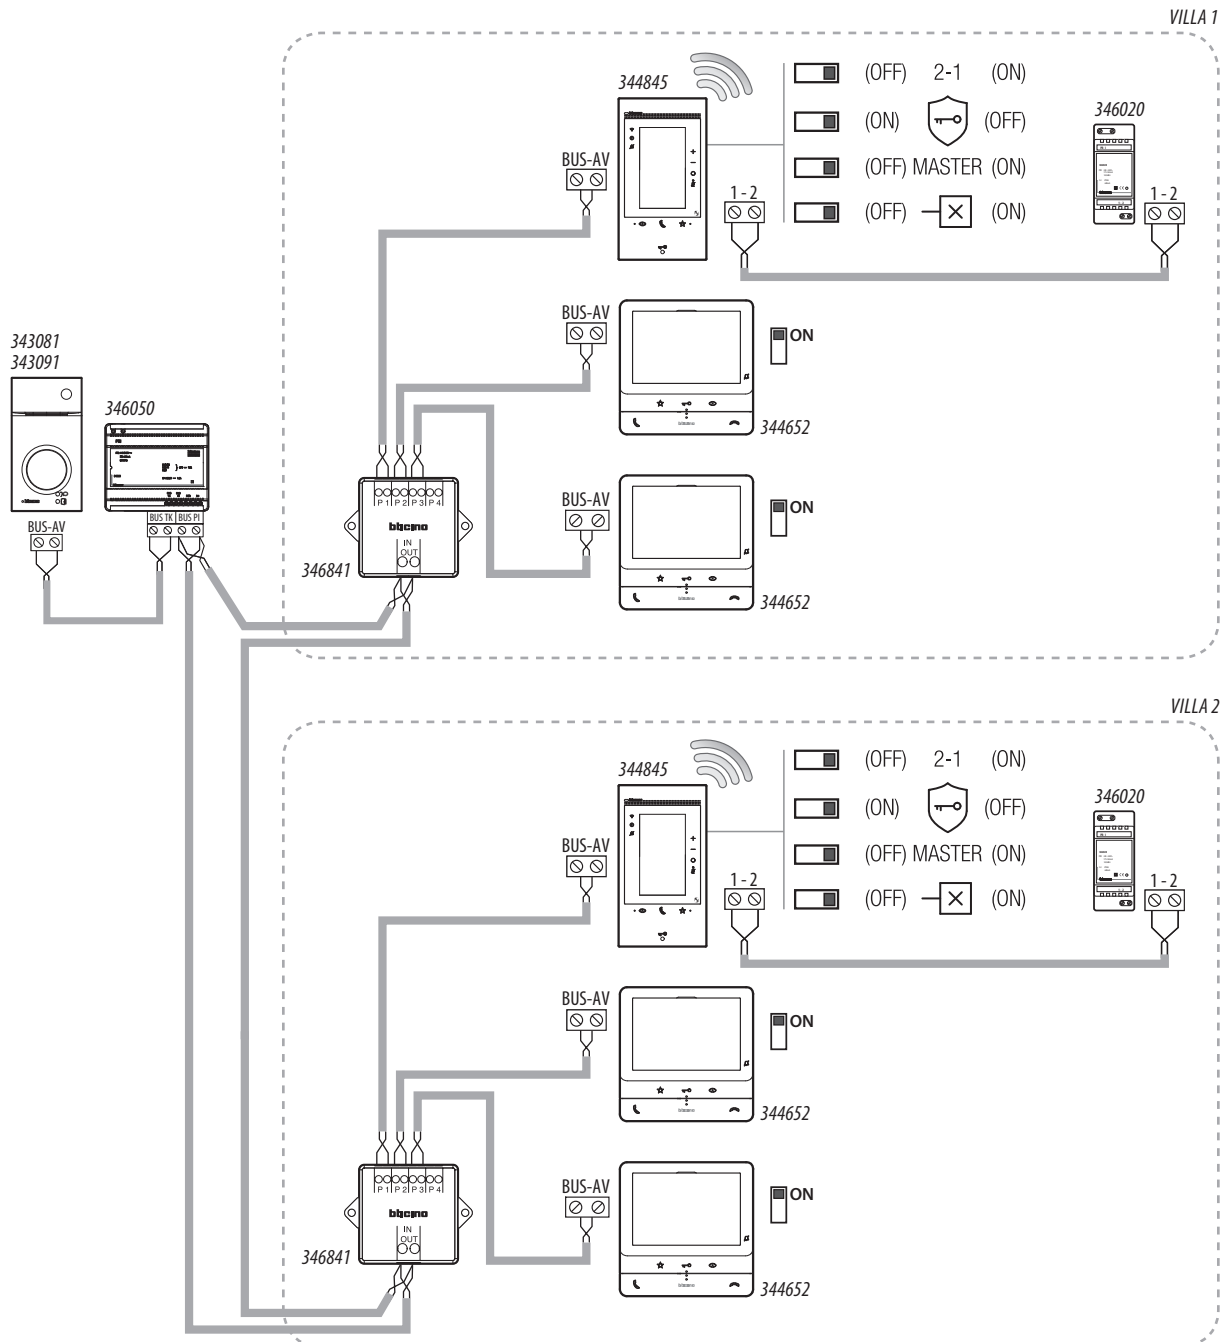 VILLA 1
344845
(OFF) 2-1 (ON)
(ON) (OFF)
(OFF) MASTER (ON)
(OFF) (ON)
346020
BUS-AV
1 - 2
1 - 2
BUS-AV
ON
344652
343081
343091
346050
BUS-AV
BUS TK BUS PI
P1 P2 P3 P4
bticino
IN
OUT
346841
BUS-AV
ON
344652
VILLA 2
344845
(OFF) 2-1 (ON)
(ON) (OFF)
(OFF) MASTER (ON)
(OFF) (ON)
346020
BUS-AV
1 - 2
1 - 2
BUS-AV
ON
344652
P1 P2 P3 P4
bticino
IN
OUT
346841
BUS-AV
ON
344652